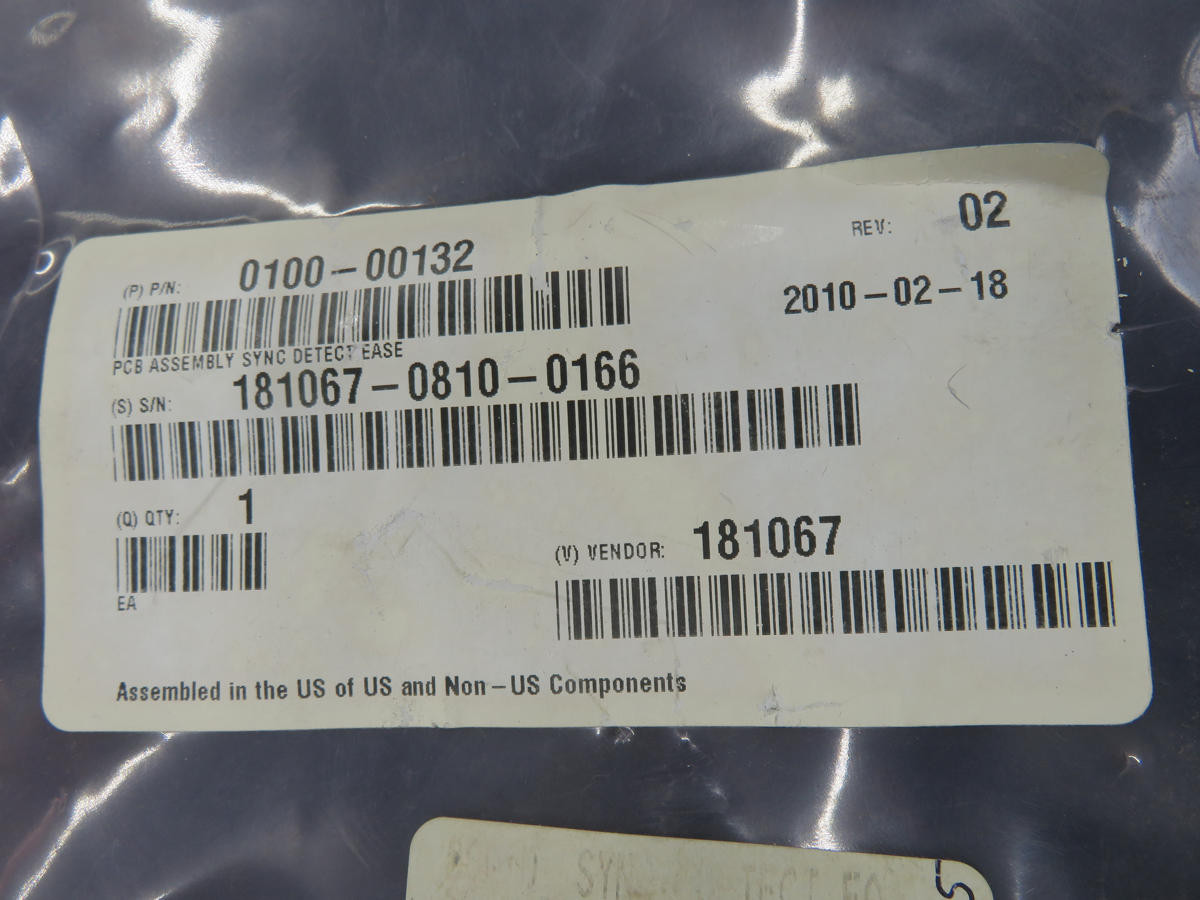 (P) P/N: 0100-00132
REV: 02
2010-02-18
PCB ASSEMBLY SYNC DETECT EASE
(S) S/N: 181067-0810-0166
(Q) QTY: 1
EA
(V) VENDOR: 181067
Assembled in the US of US and Non-US Components